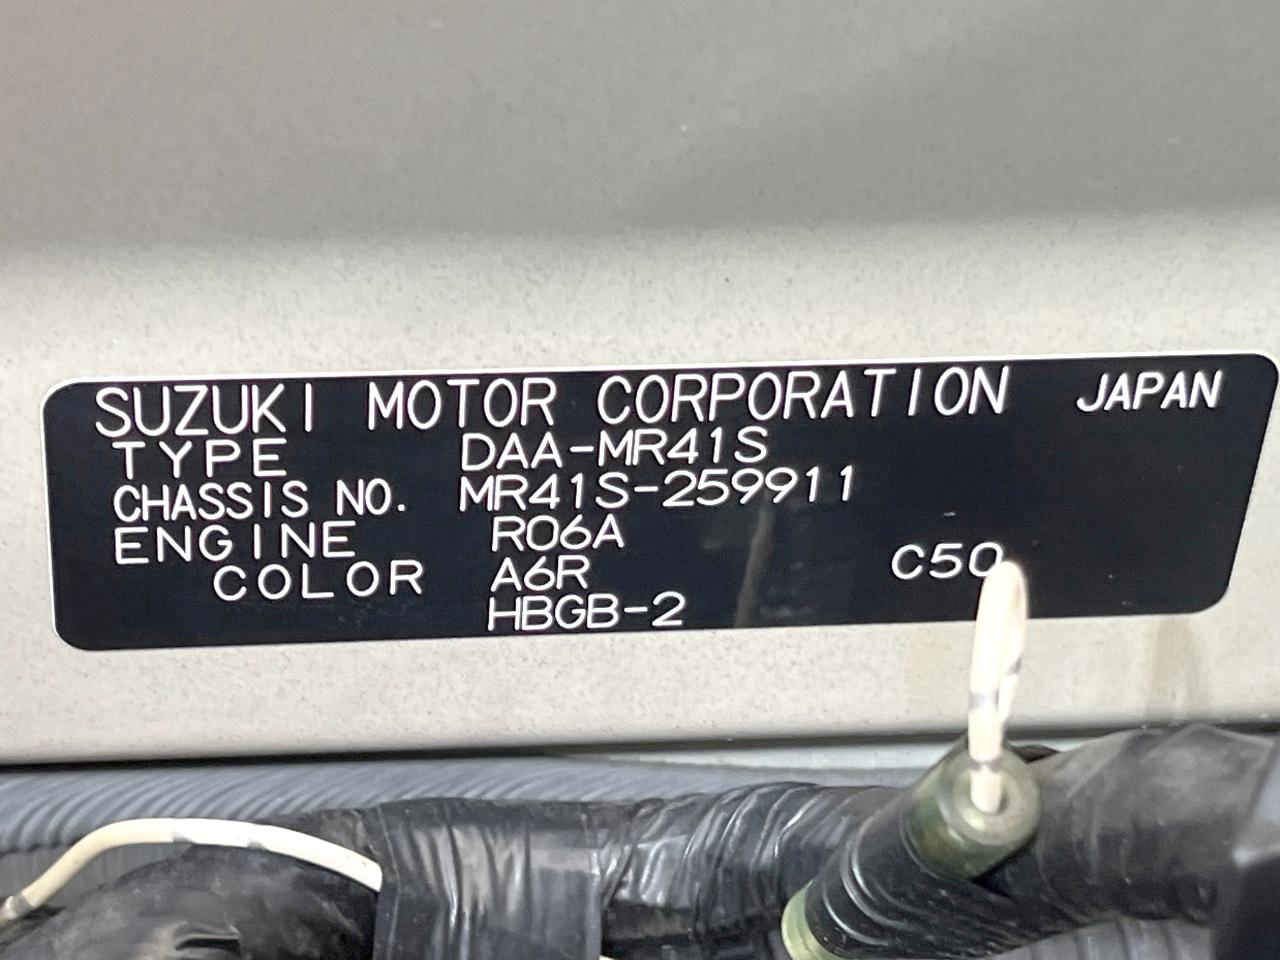 SUZUKI MOTOR CORPORATION JAPAN
TYPE DAA-MR41S
CHASSIS NO. MR41S-259911
ENGINE R06A
COLOR A6R C50
HBGB-2